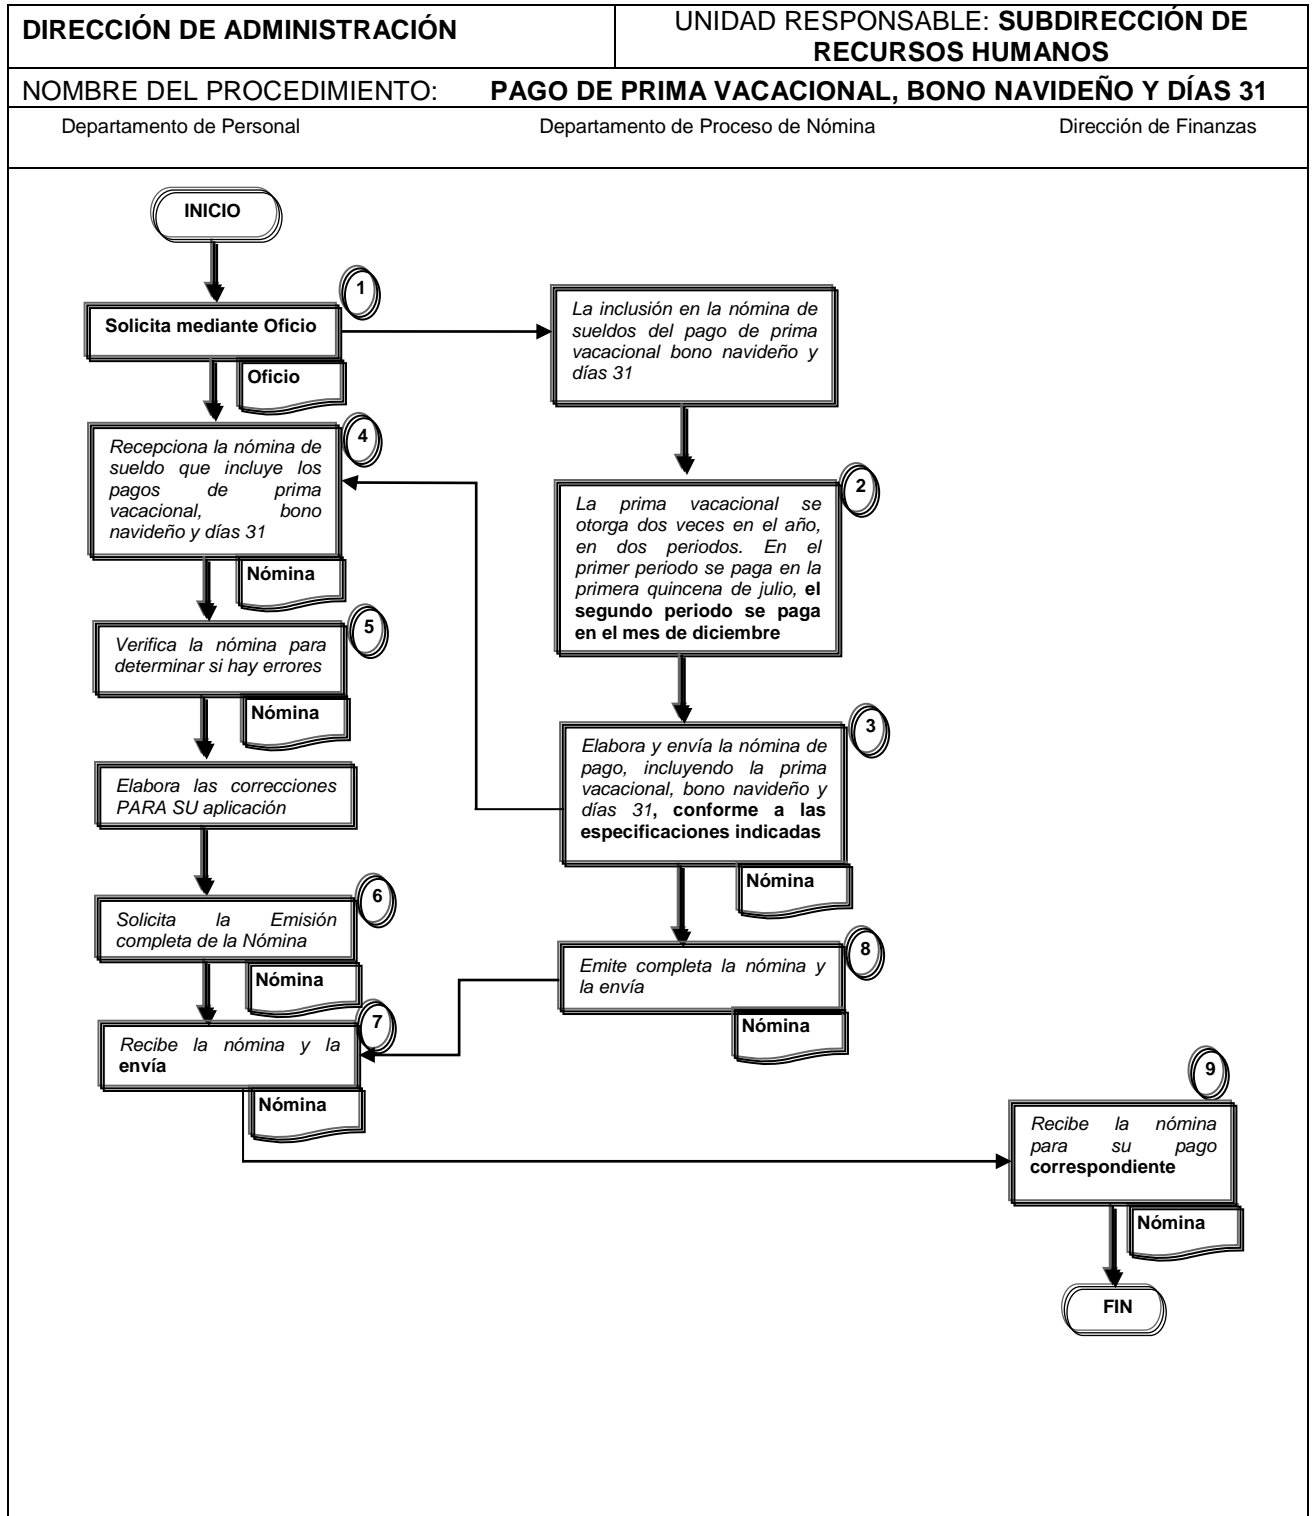 DIRECCIÓN DE ADMINISTRACIÓN
UNIDAD RESPONSABLE: SUBDIRECCIÓN DE
RECURSOS HUMANOS
NOMBRE DEL PROCEDIMIENTO: PAGO DE PRIMA VACACIONAL, BONO NAVIDEÑO Y DÍAS 31
Departamento de Personal
Departamento de Proceso de Nómina
Dirección de Finanzas
INICIO
1
Solicita mediante Oficio
Oficio
La inclusión en la nómina de
sueldos del pago de prima
vacacional bono navideño y
días 31
4
Recepciona la nómina de
sueldo que incluye los
pagos de prima
vacacional, bono
navideño y días 31
Nómina
2
La prima vacacional se
otorga dos veces en el año,
en dos periodos. En el
primer periodo se paga en la
primera quincena de julio, el
segundo periodo se paga
en el mes de diciembre
5
Verifica la nómina para
determinar si hay errores
Nómina
3
Elabora y envía la nómina de
pago, incluyendo la prima
vacacional, bono navideño y
días 31, conforme a las
especificaciones indicadas
Nómina
Elabora las correcciones
PARA SU aplicación
6
Solicita la Emisión
completa de la Nómina
Nómina
8
Emite completa la nómina y
la envía
Nómina
7
Recibe la nómina y la
envía
Nómina
9
Recibe la nómina
para su pago
correspondiente
Nómina
FIN